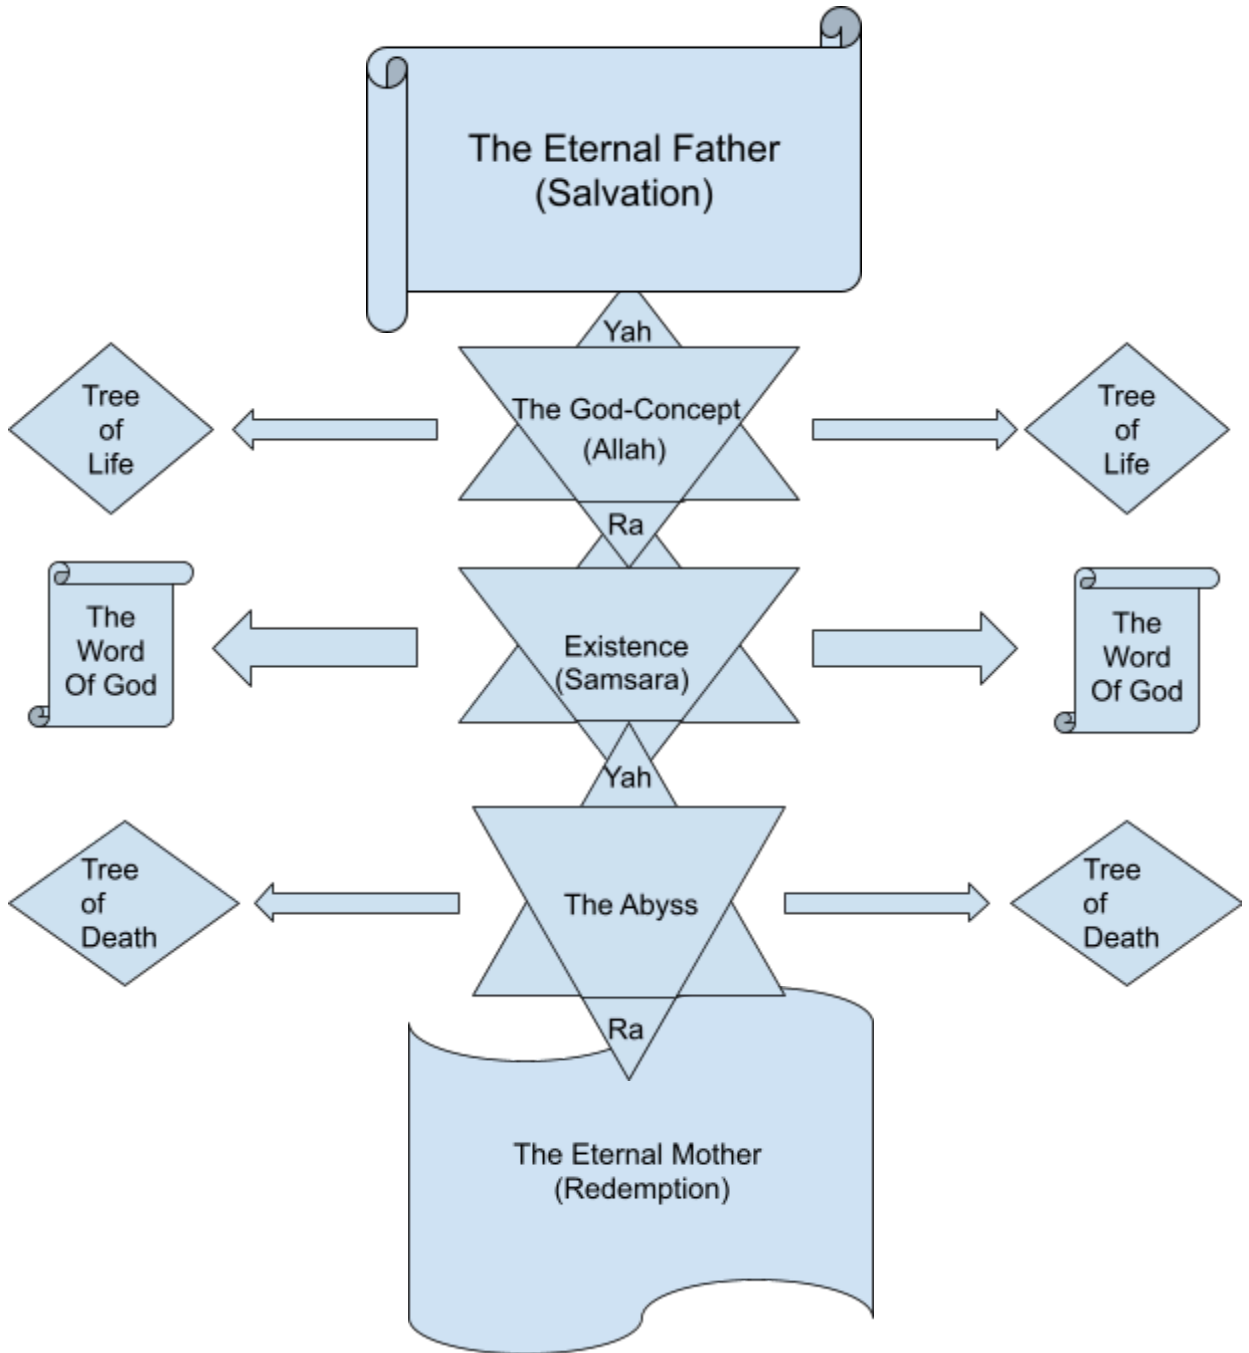 The Eternal Father
(Salvation)
Yah
Tree
of
Life
The God-Concept
(Allah)
Tree
of
Life
Ra
The
Word
Of God
Existence
(Samsara)
The
Word
Of God
Yah
Tree
of
Death
The Abyss
Tree
of
Death
Ra
The Eternal Mother
(Redemption)